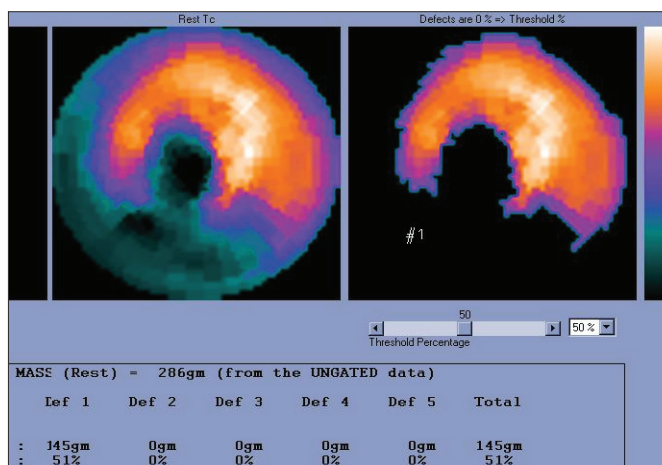 Rest Tc
Defects are 0 % => Threshold %
#1
50
50 %
Threshold Percentage
MASS (Rest) = 286gm (from the UNGATED data)
Def 1 Def 2 Def 3 Def 4 Def 5 Total
: 145gm 0gm 0gm 0gm 0gm 145gm
: 51% 0% 0% 0% 0% 51%